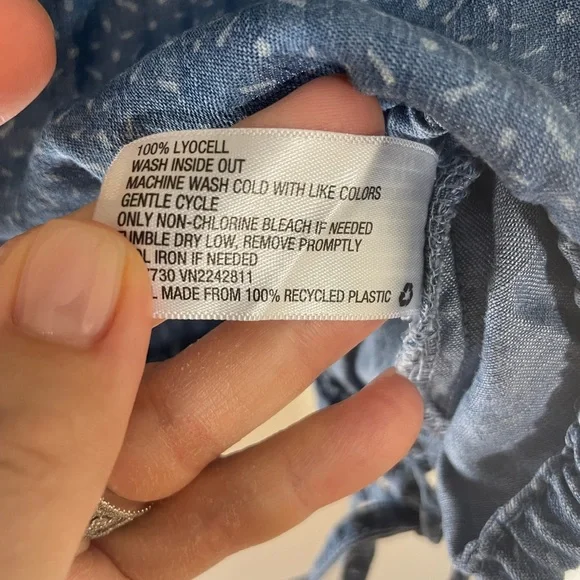 100% LYOCELL
WASH INSIDE OUT
MACHINE WASH COLD WITH LIKE COLORS
GENTLE CYCLE
ONLY NON-CHLORINE BLEACH IF NEEDED
TUMBLE DRY LOW, REMOVE PROMPTLY
IRON IF NEEDED
VN2242811
MADE FROM 100% RECYCLED PLASTIC